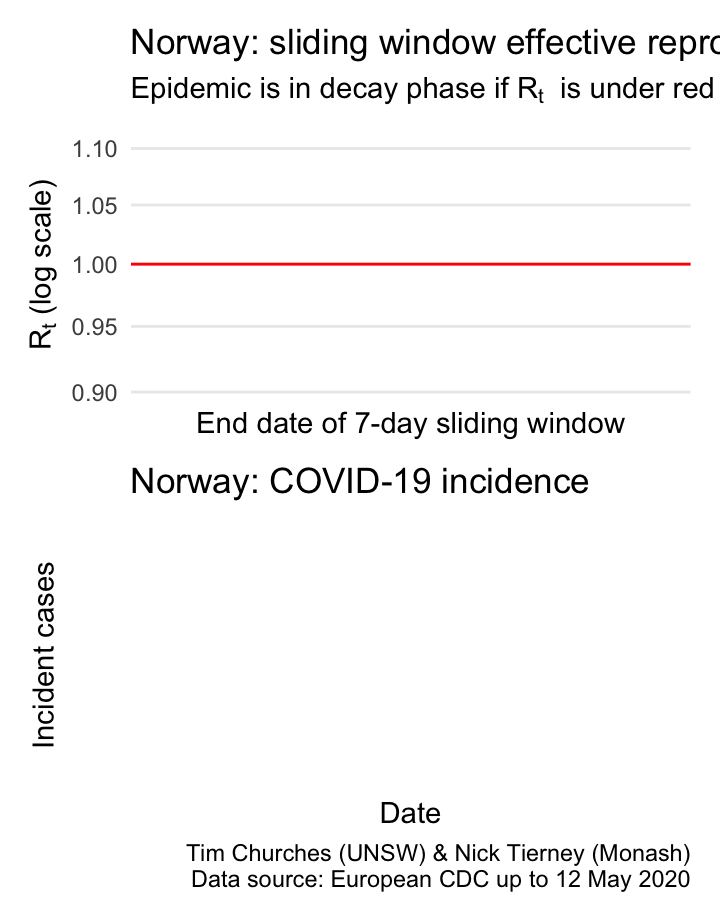 Norway: sliding window effective
Epidemic is in decay phase if Rt is under red
1.10
1.05
1.00
0.95
0.90
Rt (log scale)
End date of 7-day sliding window
Norway: COVID-19 incidence
Incident cases
Date
Tim Churches (UNSW) & Nick Tierney (Monash)
Data source: European CDC up to 12 May 2020